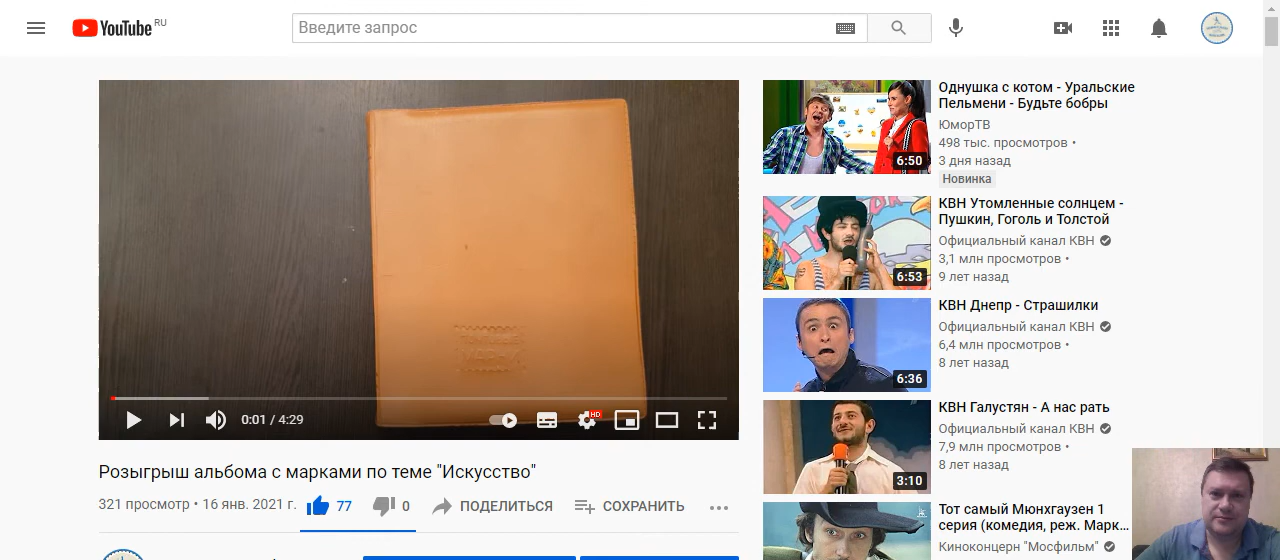 YouTube RU
Введите запрос
ПОЧТОВЫЕ
МАРКИ
0:01 / 4:29
HD
Розыгрыш альбома с марками по теме "Искусство"
321 просмотр • 16 янв. 2021 г.
77
0
ПОДЕЛИТЬСЯ
СОХРАНИТЬ
6:50
Однушка с котом - Уральские
Пельмени - Будьте бобры
ЮморТВ
498 тыс. просмотров •
3 дня назад
Новинка
6:53
КВН Утомленные солнцем -
Пушкин, Гоголь и Толстой
Официальный канал КВН
3,1 млн просмотров •
9 лет назад
6:36
КВН Днепр - Страшилки
Официальный канал КВН
6,4 млн просмотров •
8 лет назад
3:10
КВН Галустян - А нас рать
Официальный канал КВН
7,9 млн просмотров •
8 лет назад
Тот самый Мюнхгаузен 1
серия (комедия, реж. Марк...
Киноконцерн "Мосфильм"